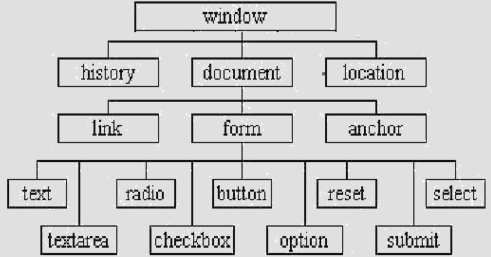 window
history document location
link form anchor
text radio button reset select
textarea checkbox option submit